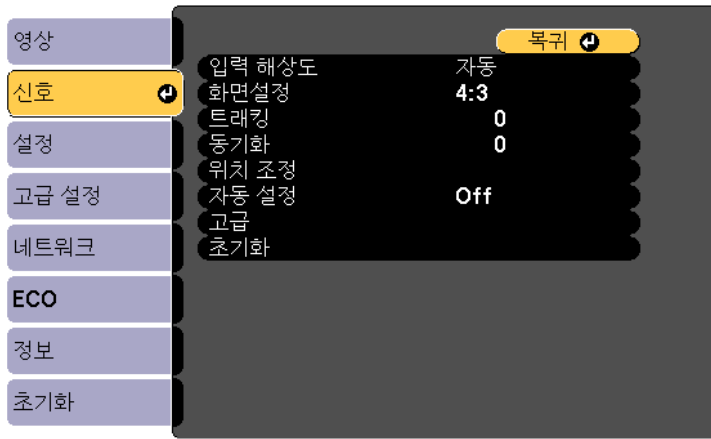 영상
신호
설정
고급 설정
네트워크
ECO
정보
초기화
복귀
입력 해상도 자동
화면설정 4:3
트래킹 0
동기화 0
위치 조정
자동 설정 Off
고급
초기화